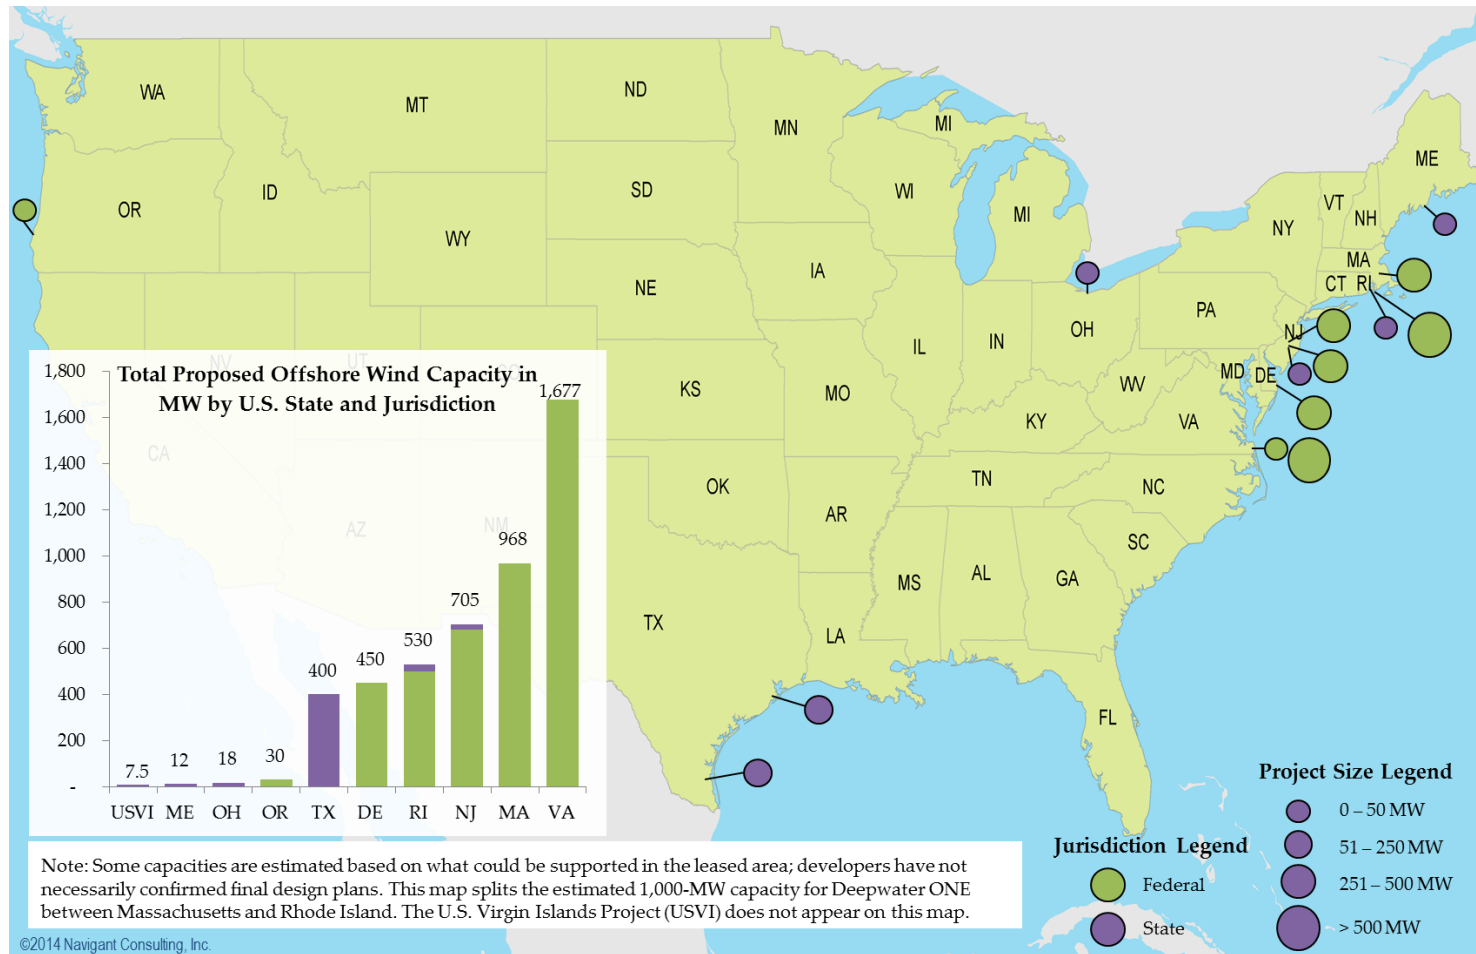 WA
MT
ND
MN
MI
ME
OR
ID
SD
WI
MI
VT
NH
NY
WY
MA
IA
CT
RI
NE
PA
OH
NJ
IL
IN
MD
DE
NV
UT
CO
KS
MO
WV
VA
KY
CA
OK
TN
NC
AZ
NM
AR
SC
MS
AL
GA
TX
LA
FL
Total Proposed Offshore Wind Capacity in
MW by U.S. State and Jurisdiction
1,800
1,600
1,400
1,200
1,000
800
600
400
200
-
7.5
12
18
30
400
450
530
705
968
1,677
USVI ME OH OR TX DE RI NJ MA VA
Note: Some capacities are estimated based on what could be supported in the leased area; developers have not
necessarily confirmed final design plans. This map splits the estimated 1,000-MW capacity for Deepwater ONE
between Massachusetts and Rhode Island. The U.S. Virgin Islands Project (USVI) does not appear on this map.
Jurisdiction Legend
Federal
State
Project Size Legend
0 – 50 MW
51 – 250 MW
251 – 500 MW
> 500 MW
©2014 Navigant Consulting, Inc.